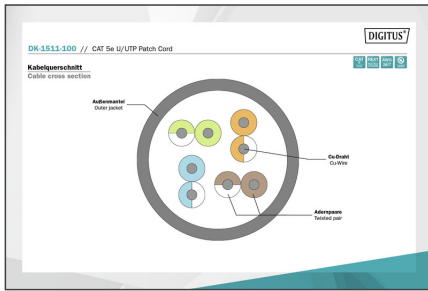 DIGITUS®
DK-1511-100 // CAT 5e U/UTP Patch Cord
Kabelquerschnitt
Cable cross section
Außenmantel
Outer jacket
Cu-Draht
Cu-Wire
Adernpaare
Twisted pair